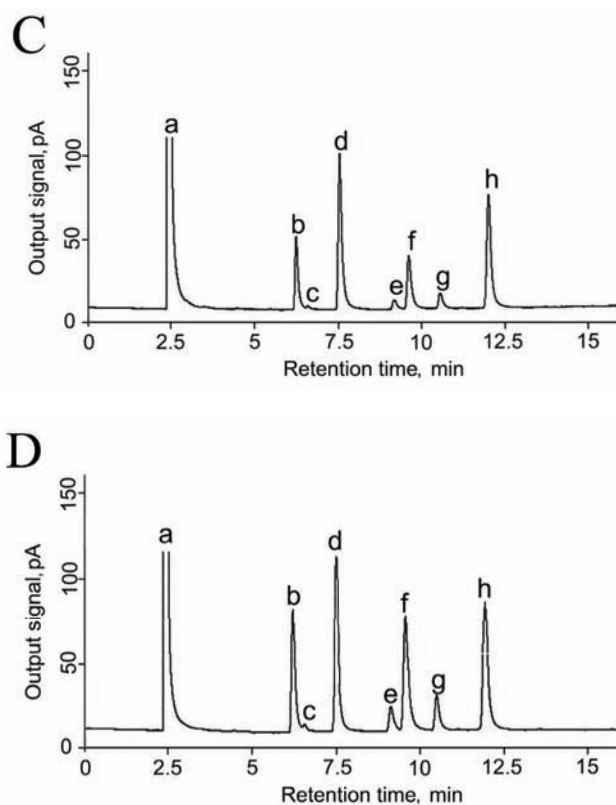 C
150
100
50
0
Output signal,pA
a
b
c
d
e
f
g
h
0
2.5
5
7.5
10
12.5
15
Retention time, min
D
150
100
50
0
Output signal,pA
a
b
c
d
e
f
g
h
0
2.5
5
7.5
10
12.5
15
Retention time, min